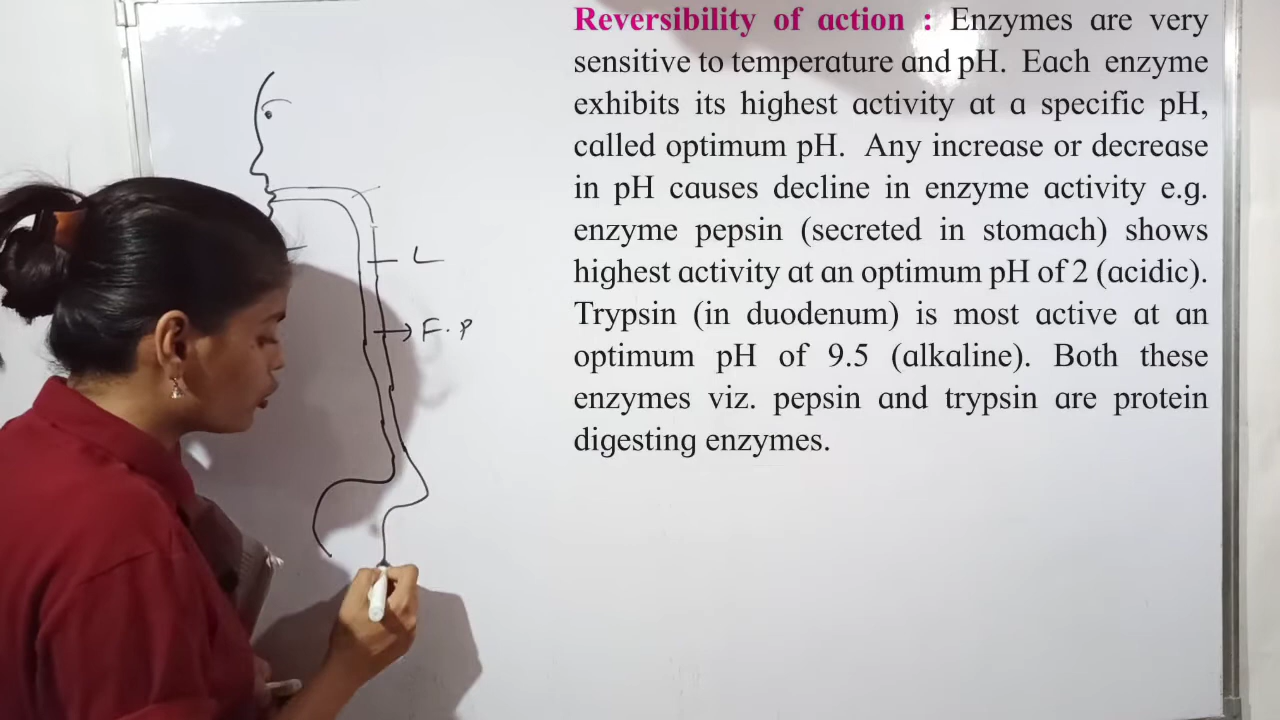 Reversibility of action : Enzymes are very
sensitive to temperature and pH. Each enzyme
exhibits its highest activity at a specific pH,
called optimum pH. Any increase or decrease
in pH causes decline in enzyme activity e.g.
enzyme pepsin (secreted in stomach) shows
highest activity at an optimum pH of 2 (acidic).
Trypsin (in duodenum) is most active at an
optimum pH of 9.5 (alkaline). Both these
enzymes viz. pepsin and trypsin are protein
digesting enzymes.
L
F.P